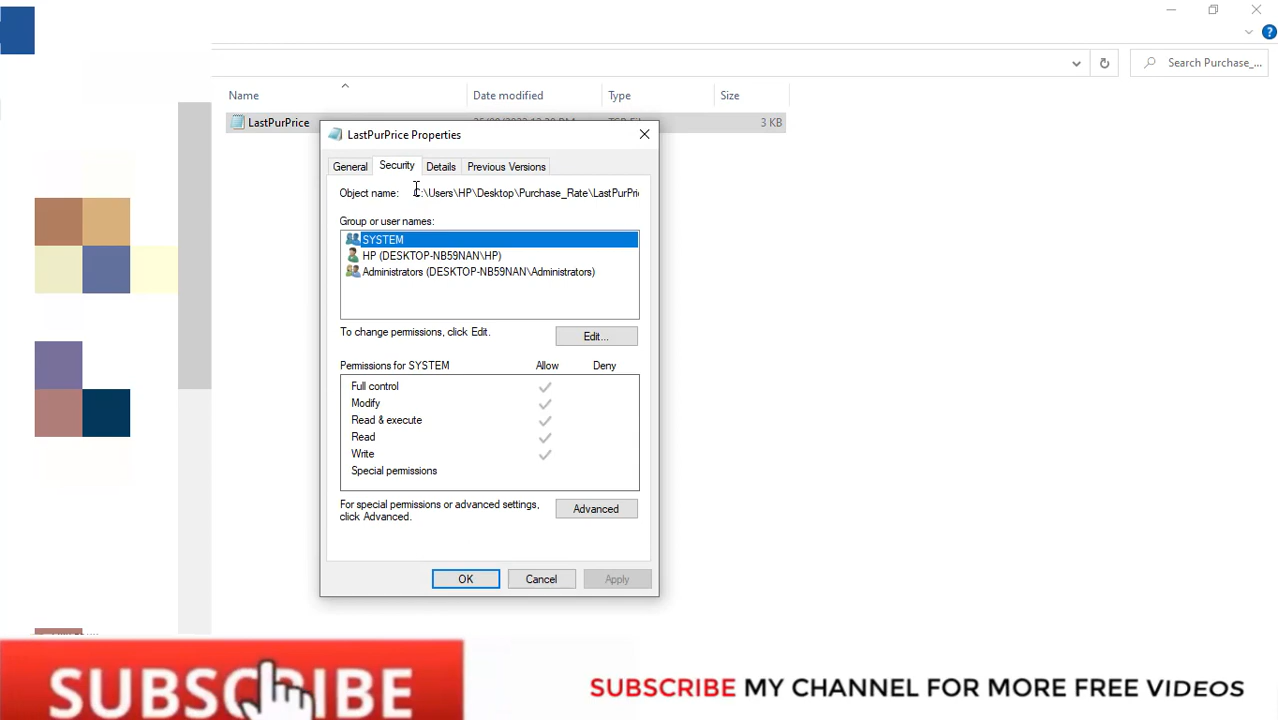 Search Purchase_...
Name
Date modified
Type
Size
LastPurPrice
3 KB
LastPurPrice Properties
General
Security
Details
Previous Versions
Object name: C:\Users\HP\Desktop\Purchase_Rate\LastPurPric
Group or user names:
SYSTEM
HP (DESKTOP-NB59NAN\HP)
Administrators (DESKTOP-NB59NAN\Administrators)
To change permissions, click Edit.
Edit...
Permissions for SYSTEM
Allow
Deny
Full control
Modify
Read & execute
Read
Write
Special permissions
For special permissions or advanced settings,
click Advanced.
Advanced
OK
Cancel
Apply
SUBSCRIBE
SUBSCRIBE MY CHANNEL FOR MORE FREE VIDEOS